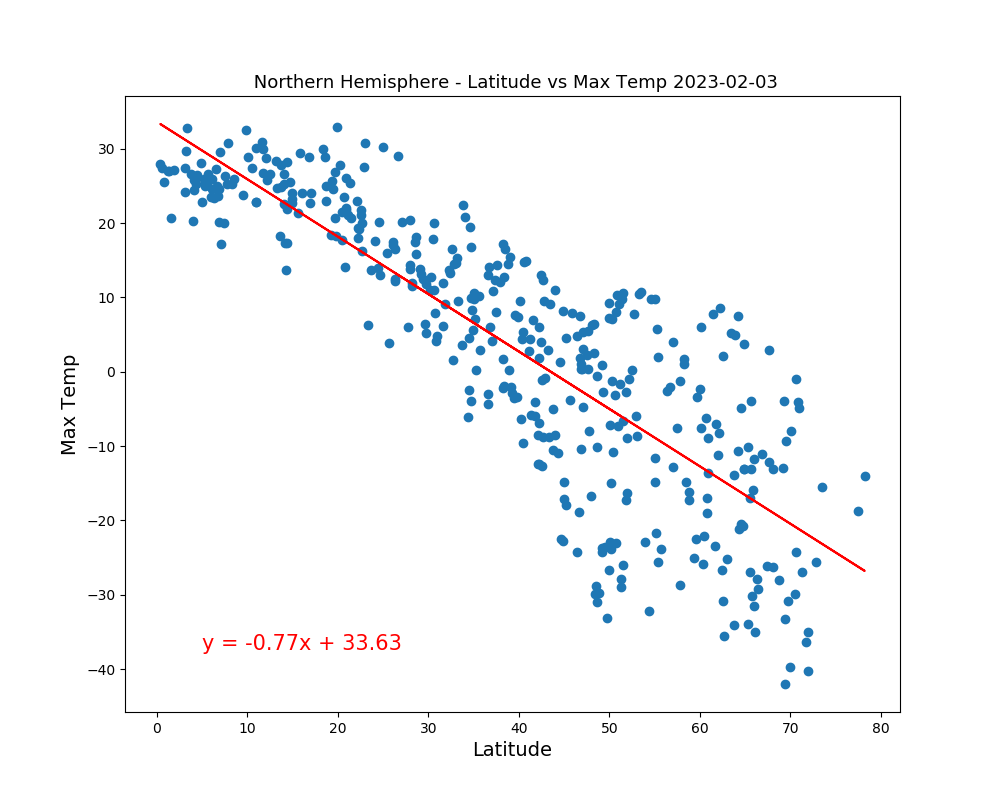 Northern Hemisphere - Latitude vs Max Temp 2023-02-03
Max Temp
30
20
10
0
−10
−20
−30
−40
y = -0.77x + 33.63
0 10 20 30 40 50 60 70 80
Latitude